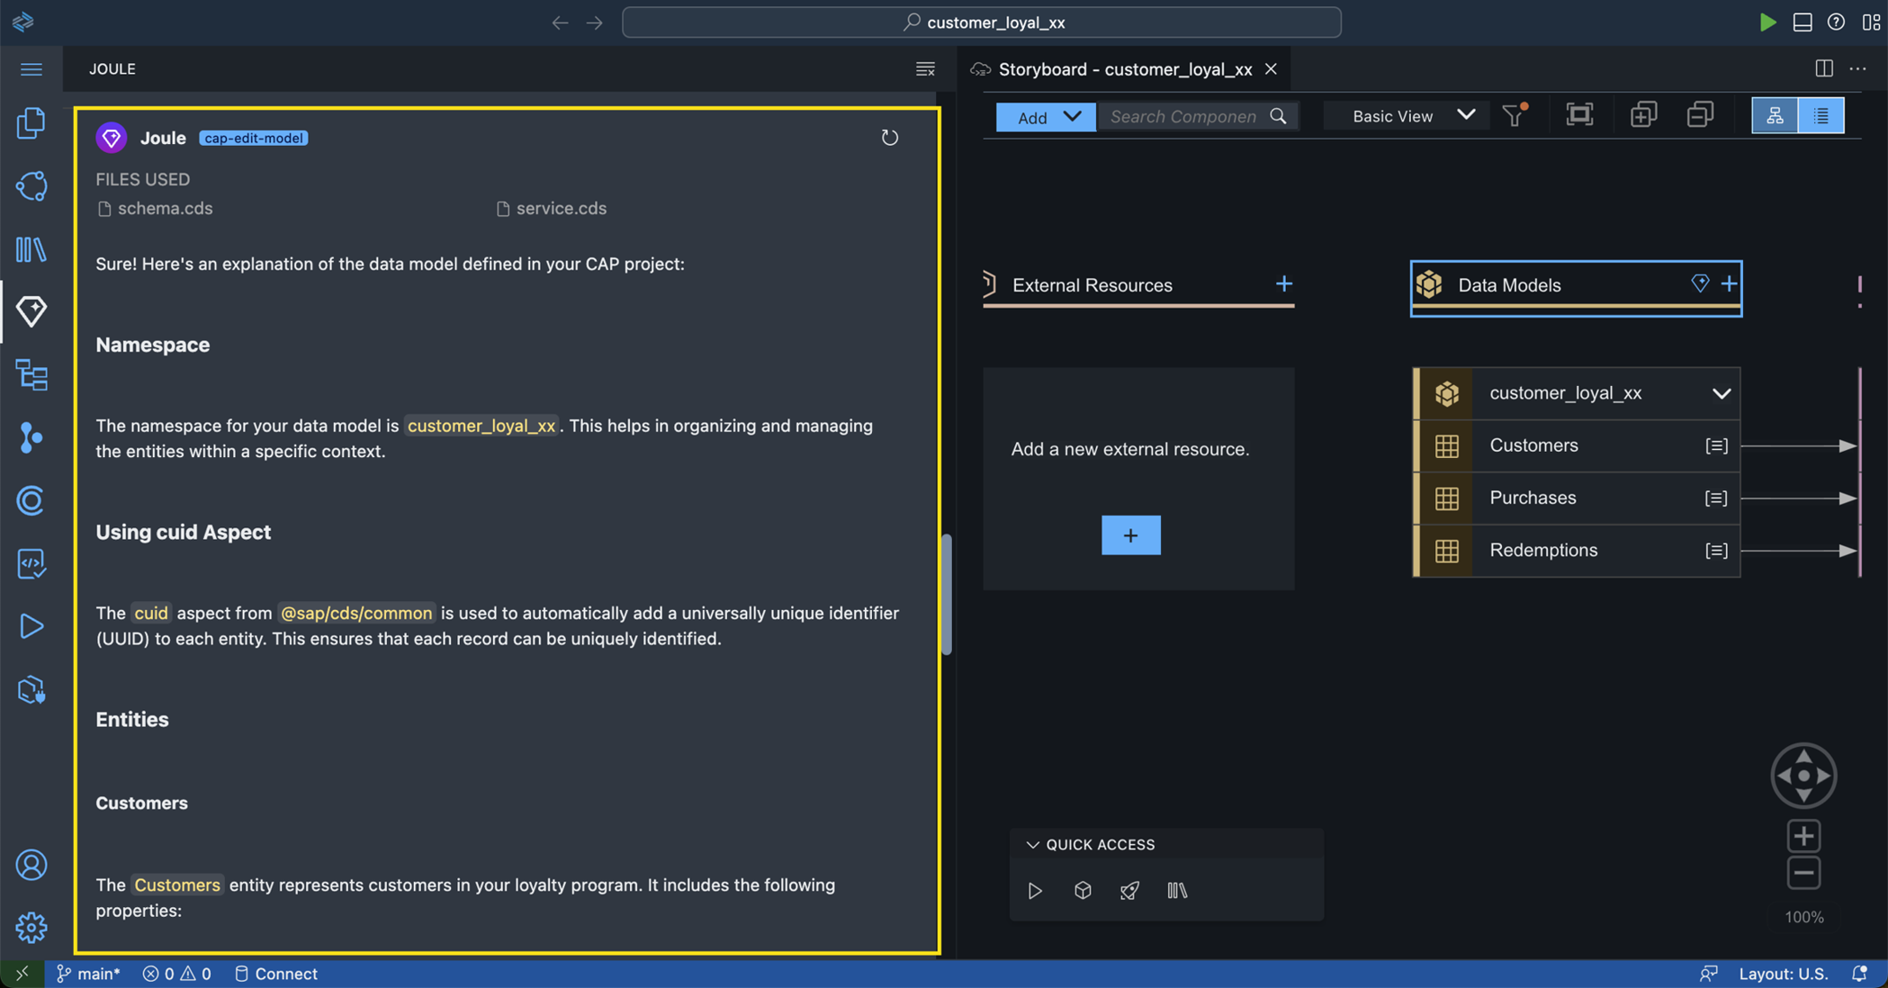 customer_loyal_xx
JOULE
Joule cap-edit-model
FILES USED
schema.cds
service.cds
Sure! Here's an explanation of the data model defined in your CAP project:
Namespace
The namespace for your data model is customer_loyal_xx. This helps in organizing and managing
the entities within a specific context.
Using cuid Aspect
The cuid aspect from @sap/cds/common is used to automatically add a universally unique identifier
(UUID) to each entity. This ensures that each record can be uniquely identified.
Entities
Customers
The Customers entity represents customers in your loyalty program. It includes the following
properties:
Storyboard - customer_loyal_xx
Add
Search Componen
Basic View
External Resources
Add a new external resource.
Data Models
customer_loyal_xx
Customers
Purchases
Redemptions
QUICK ACCESS
100%
main* 0 0 Connect
Layout: U.S.